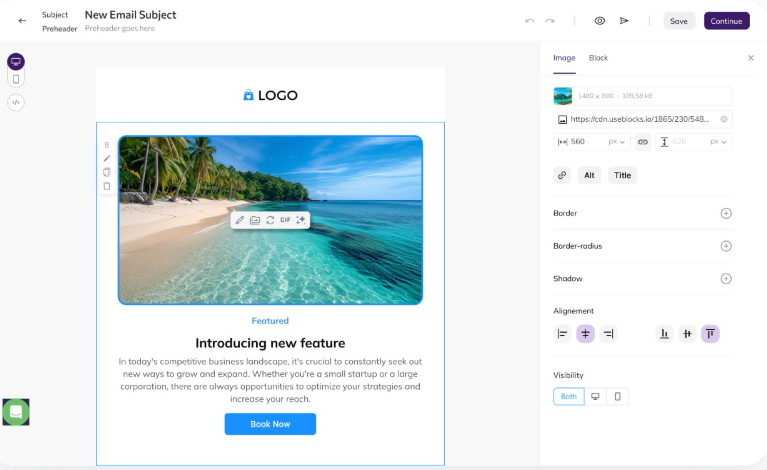 Subject
New Email Subject
Preheader
Preheader goes here
Save
Continue
Image
Block
1480 x 800 - 109.58 kB
https://cdn.useblocks.io/1865/230/548...
560
px
820
px
Alt
Title
Border
Border-radius
Shadow
Alignement
Visibility
Both
LOGO
GIF
Featured
Introducing new feature
In today's competitive business landscape, it's crucial to constantly seek out
new ways to grow and expand. Whether you're a small startup or a large
corporation, there are always opportunities to optimize your strategies and
increase your reach.
Book Now